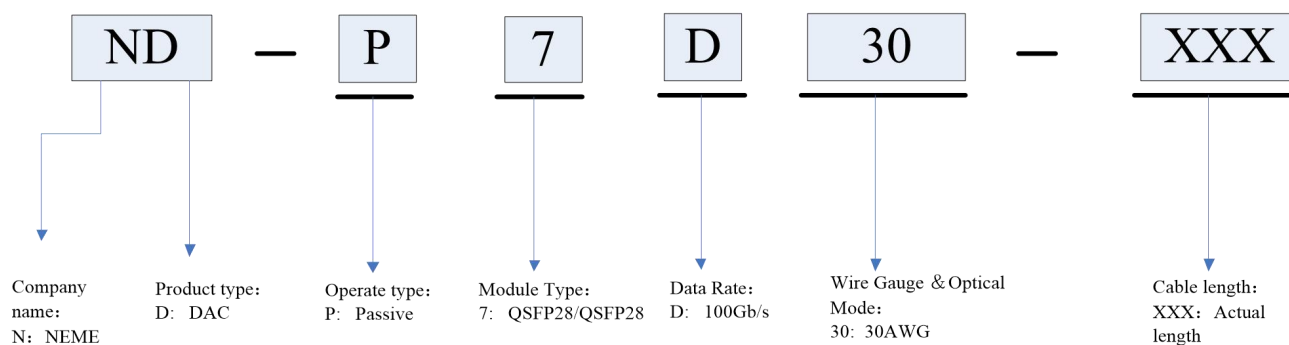 ND – P 7 D 30 – XXX
Company
name：
N： NEME
Product type：
D： DAC
Operate type：
P： Passive
Module Type：
7： QSFP28/QSFP28
Data Rate：
D： 100Gb/s
Wire Gauge＆Optical
Mode：
30：30AWG
Cable length：
XXX： Actual
length